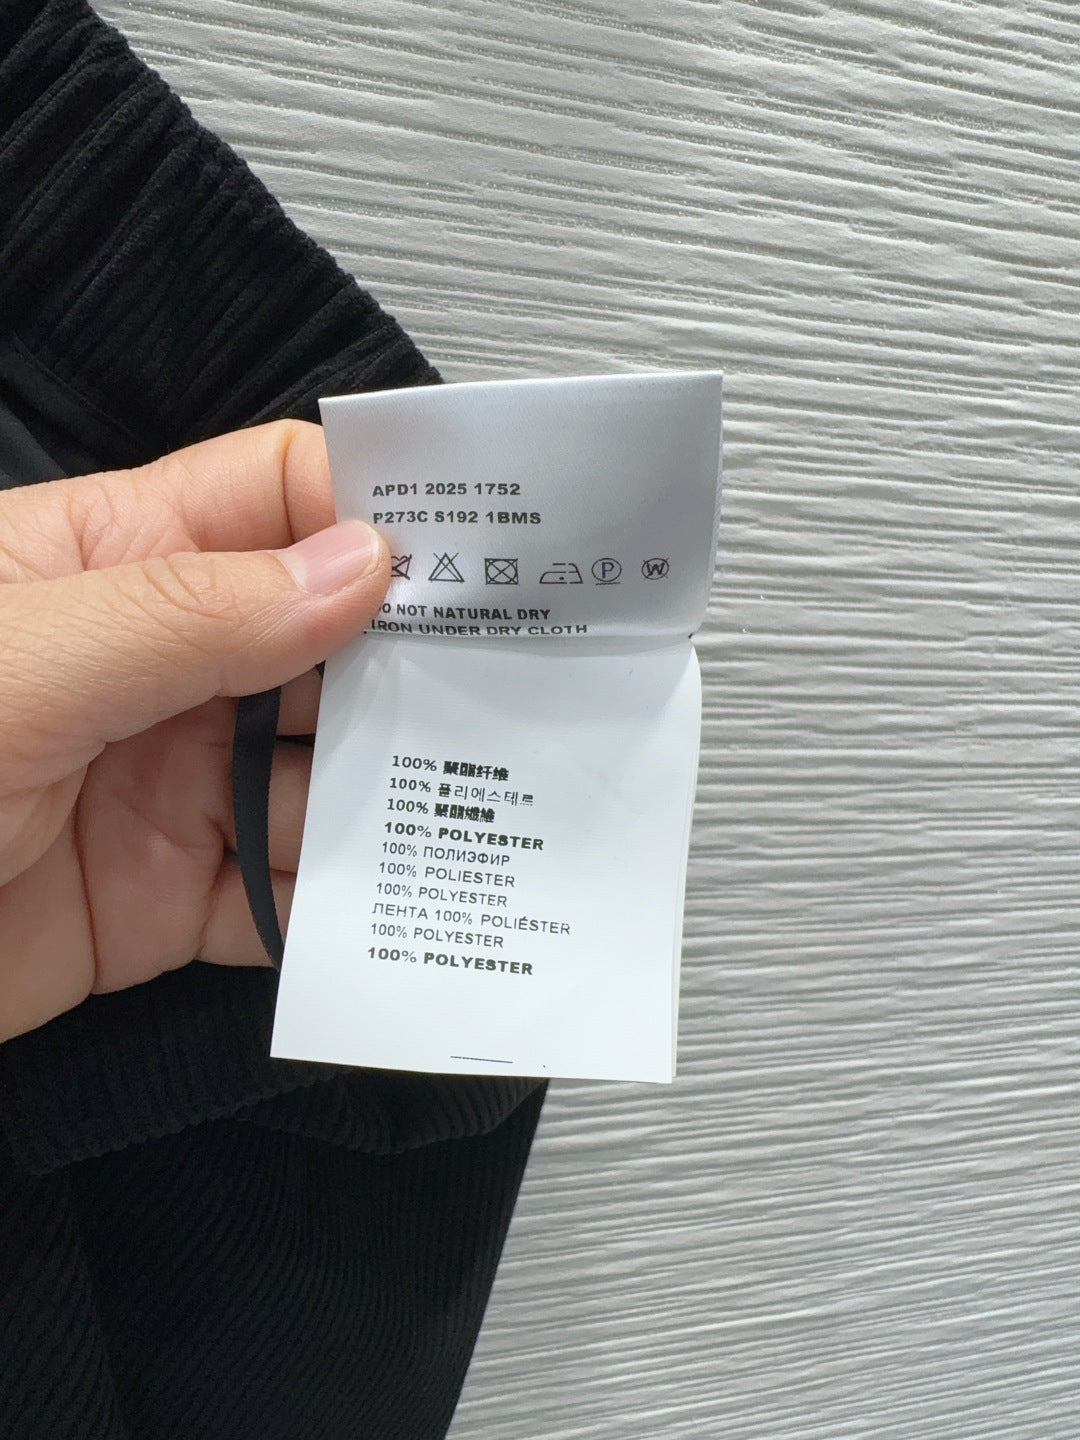 APD1 2025 1752
P273C S192 1BMS
P W
DO NOT NATURAL DRY
IRON UNDER DRY CLOTH
100% 聚酯纤维
100% 폴리에스테르
100% 聚酯纖維
100% POLYESTER
100% ПОЛИЭФИР
100% POLIESTER
100% POLYESTER
ЛЕНТА 100% POLIÉSTER
100% POLYESTER
100% POLYESTER